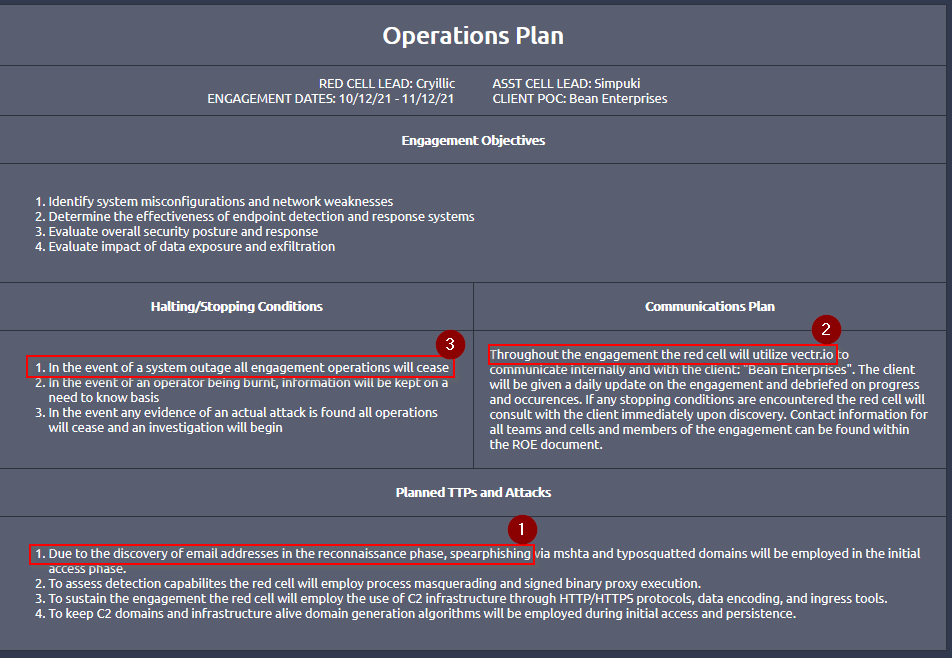 Operations Plan
RED CELL LEAD: Cryillic
ENGAGEMENT DATES: 10/12/21 - 11/12/21
ASST CELL LEAD: Simpuki
CLIENT POC: Bean Enterprises
Engagement Objectives
1. Identify system misconfigurations and network weaknesses
2. Determine the effectiveness of endpoint detection and response systems
3. Evaluate overall security posture and response
4. Evaluate impact of data exposure and exfiltration
Halting/Stopping Conditions
3
1. In the event of a system outage all engagement operations will cease
2. In the event of an operator being burnt, information will be kept on a
need to know basis
3. In the event any evidence of an actual attack is found all operations
will cease and an investigation will begin
Communications Plan
2
Throughout the engagement the red cell will utilize vectr.io to
communicate internally and with the client: "Bean Enterprises". The client
will be given a daily update on the engagement and debriefed on progress
and occurences. If any stopping conditions are encountered the red cell will
consult with the client immediately upon discovery. Contact information for
all teams and cells and members of the engagement can be found within
the ROE document.
Planned TTPs and Attacks
1
1. Due to the discovery of email addresses in the reconnaissance phase, spearphishing via mshta and typosquatted domains will be employed in the initial
access phase.
2. To assess detection capabilites the red cell will employ process masquerading and signed binary proxy execution.
3. To sustain the engagement the red cell will employ the use of C2 infrastructure through HTTP/HTTPS protocols, data encoding, and ingress tools.
4. To keep C2 domains and infrastructure alive domain generation algorithms will be employed during initial access and persistence.